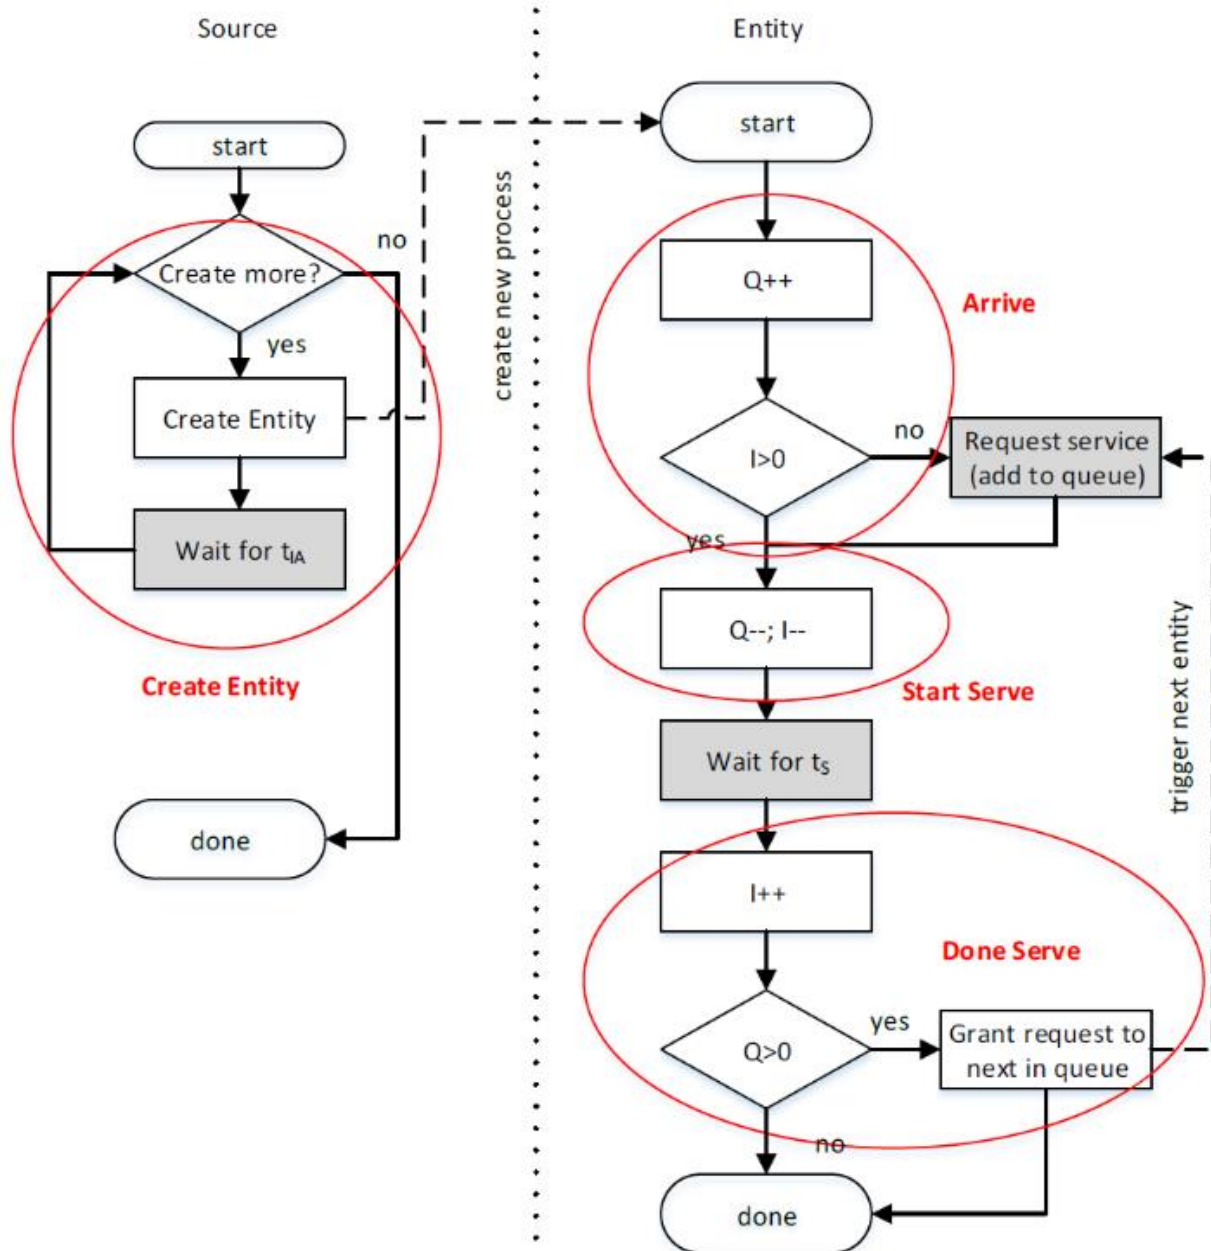 Source
start
Create more?
no
yes
Create Entity
Wait for tIA
Create Entity
done
create new process
Entity
start
Q++
Arrive
I>0
no
Request service
(add to queue)
yes
Q--; I--
Start Serve
Wait for tS
trigger next entity
I++
Done Serve
Q>0
yes
Grant request to
next in queue
no
done